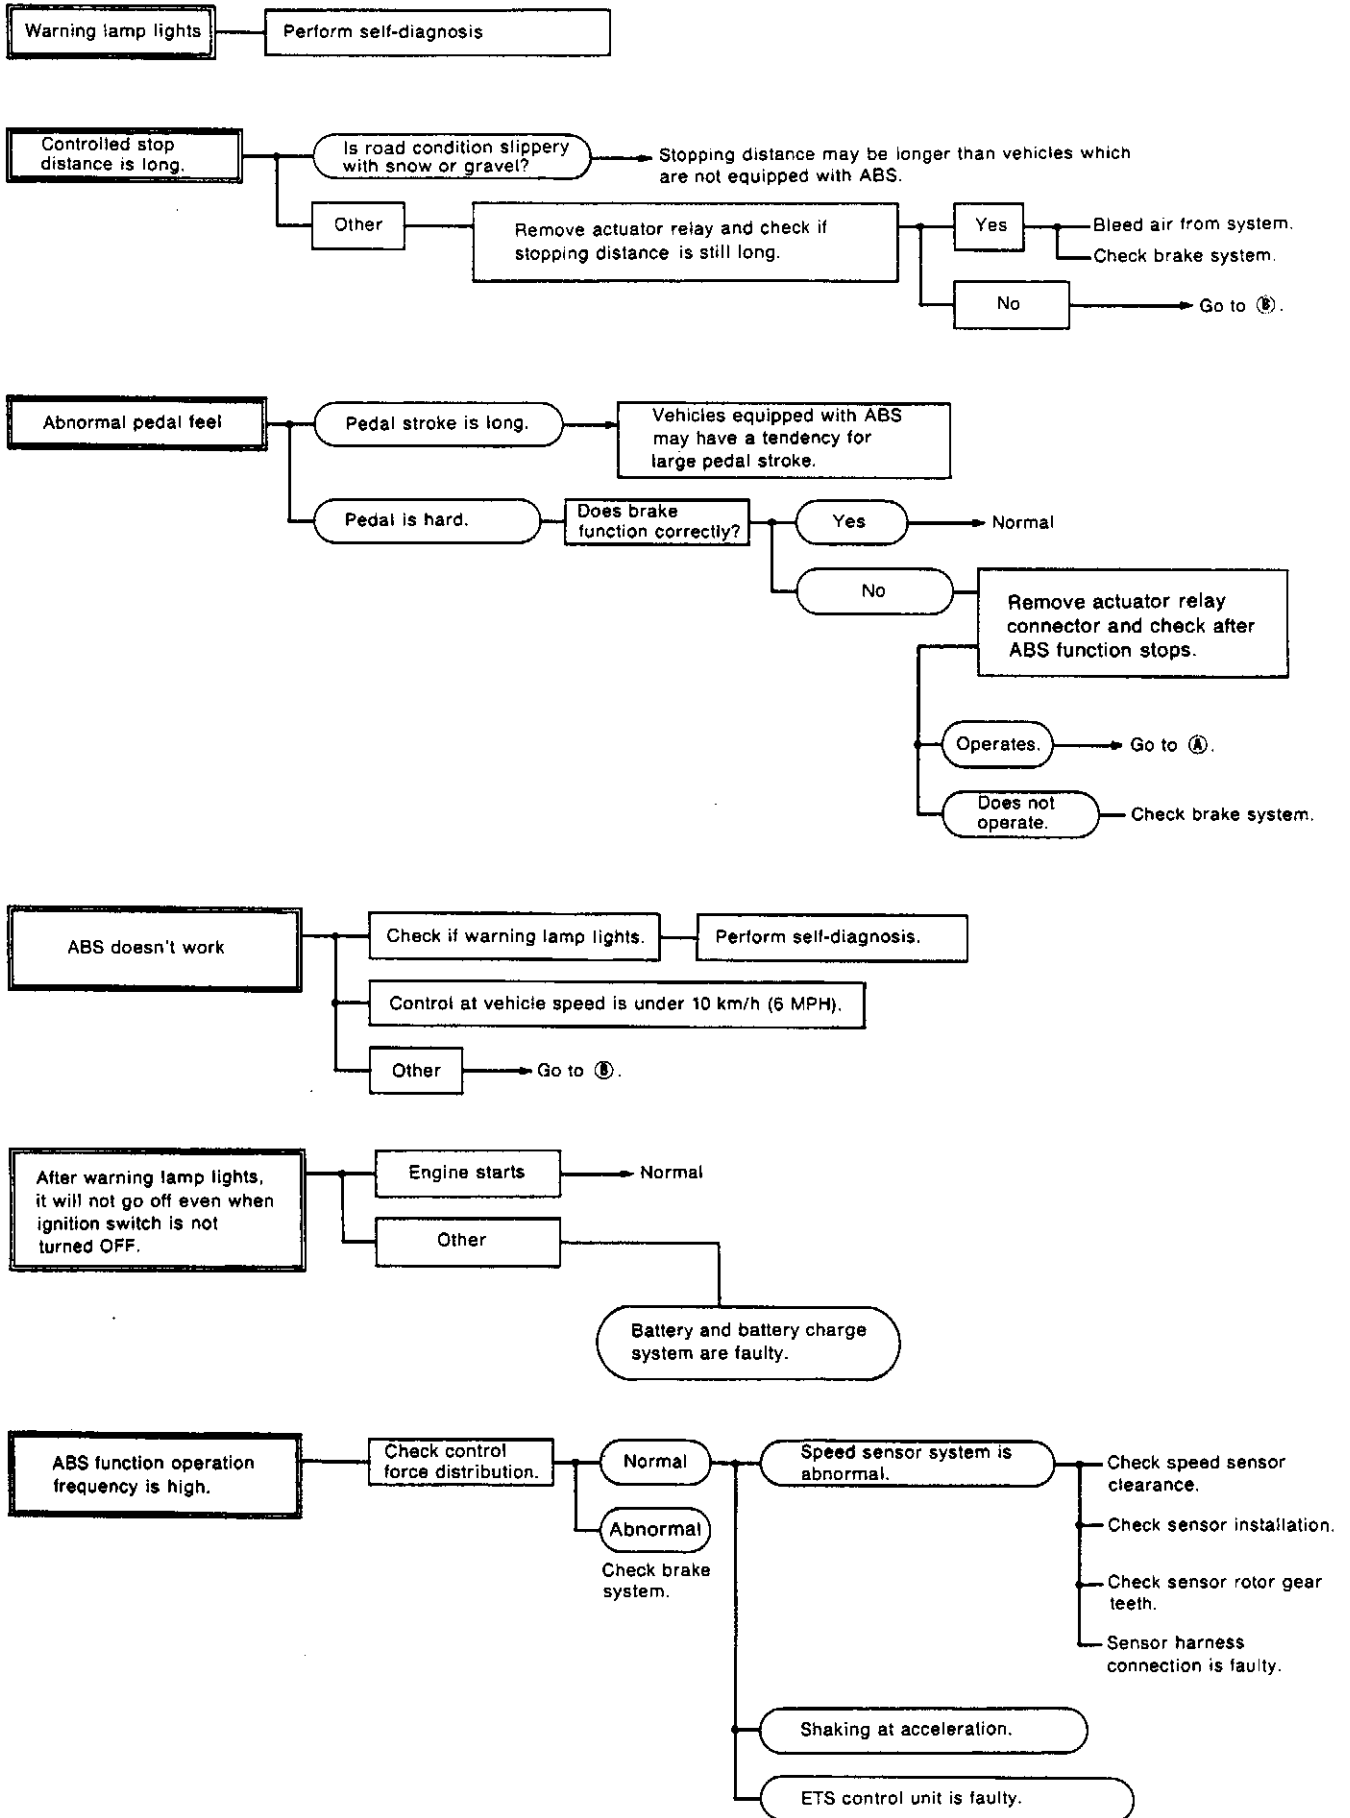 Warning lamp lights
Perform self-diagnosis
Controlled stop
distance is long.
Is road condition slippery
with snow or gravel?
Stopping distance may be longer than vehicles which
are not equipped with ABS.
Other
Remove actuator relay and check if
stopping distance is still long.
Yes
Bleed air from system.
Check brake system.
No
Go to Ⓑ.
Abnormal pedal feel
Pedal stroke is long.
Vehicles equipped with ABS
may have a tendency for
large pedal stroke.
Pedal is hard.
Does brake
function correctly?
Yes
Normal
No
Remove actuator relay
connector and check after
ABS function stops.
Operates.
Go to Ⓐ.
Does not
operate.
Check brake system.
ABS doesn't work
Check if warning lamp lights.
Perform self-diagnosis.
Control at vehicle speed is under 10 km/h (6 MPH).
Other
Go to Ⓑ.
After warning lamp lights,
it will not go off even when
ignition switch is not
turned OFF.
Engine starts
Normal
Other
Battery and battery charge
system are faulty.
ABS function operation
frequency is high.
Check control
force distribution.
Normal
Speed sensor system is
abnormal.
Check speed sensor
clearance.
Check sensor installation.
Check sensor rotor gear
teeth.
Sensor harness
connection is faulty.
Abnormal
Check brake
system.
Shaking at acceleration.
ETS control unit is faulty.